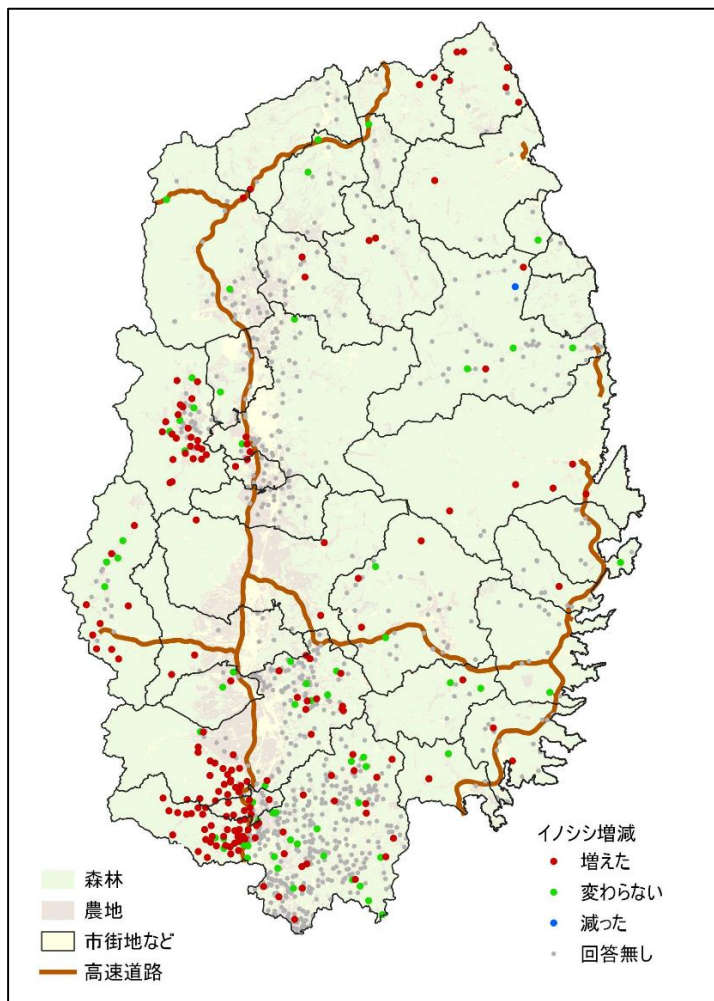 イノシシ増減
増えた
変わらない
減った
回答無し
森林
農地
市街地など
高速道路